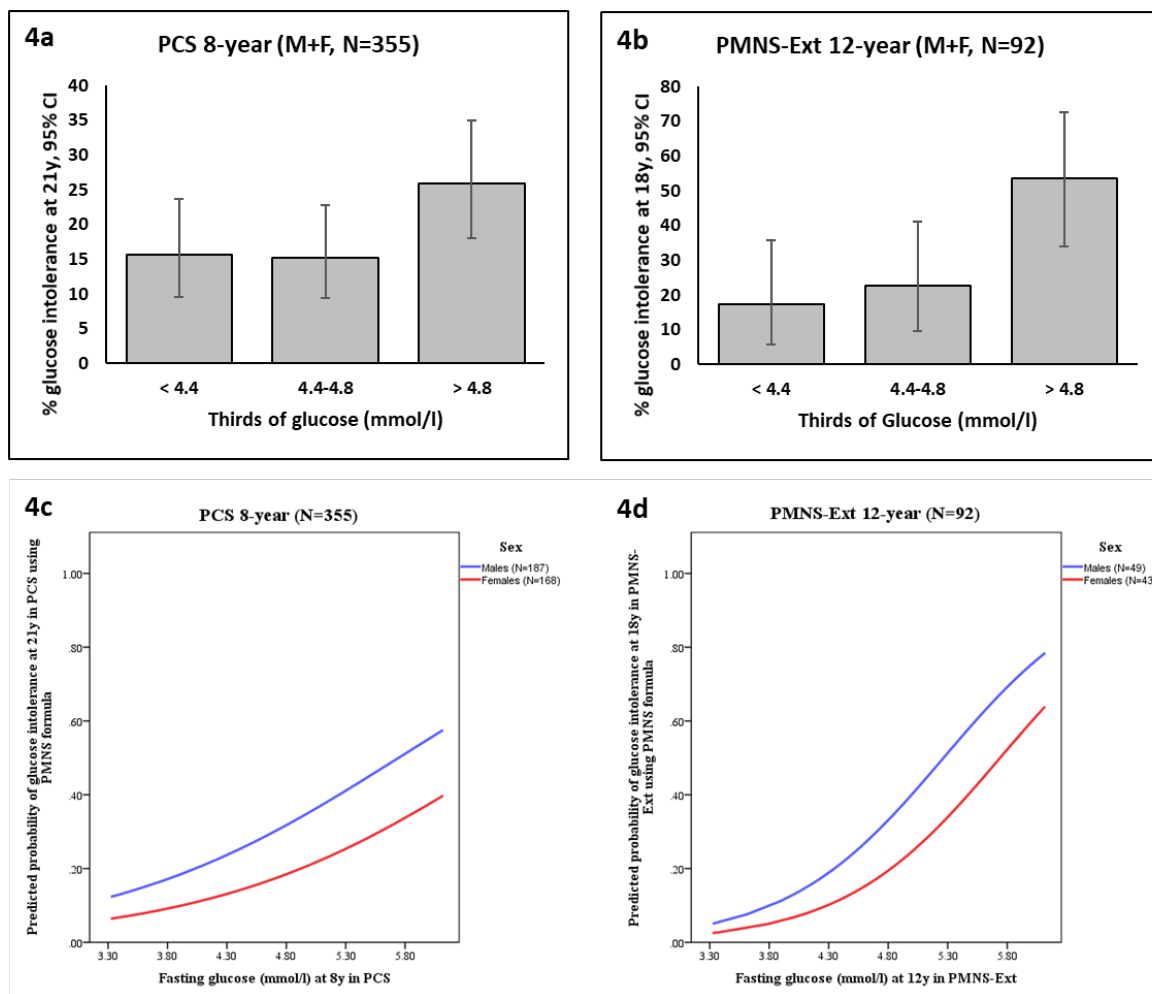 4a
PCS 8-year (M+F, N=355)
% glucose intolerance at 21y, 95% CI
40
35
30
25
20
15
10
5
0
< 4.4
4.4-4.8
> 4.8
Thirds of glucose (mmol/l)
4b
PMNS-Ext 12-year (M+F, N=92)
% glucose intolerance at 18y, 95% CI
80
70
60
50
40
30
20
10
0
< 4.4
4.4-4.8
> 4.8
Thirds of Glucose (mmol/l)
4c
PCS 8-year (N=355)
Sex
Males (N=187)
Females (N=168)
Predicted probability of glucose intolerance at 21y in PCS using
PMNS formula
1.00
.80
.60
.40
.20
.00
3.30
3.80
4.30
4.80
5.30
5.80
Fasting glucose (mmol/l) at 8y in PCS
4d
PMNS-Ext 12-year (N=92)
Sex
Males (N=49)
Females (N=43
Predicted probability of glucose intolerance at 18y in PMNS-
Ext using PMNS formula
1.00
.80
.60
.40
.20
.00
3.30
3.80
4.30
4.80
5.30
5.80
Fasting glucose (mmol/l) at 12y in PMNS-Ext